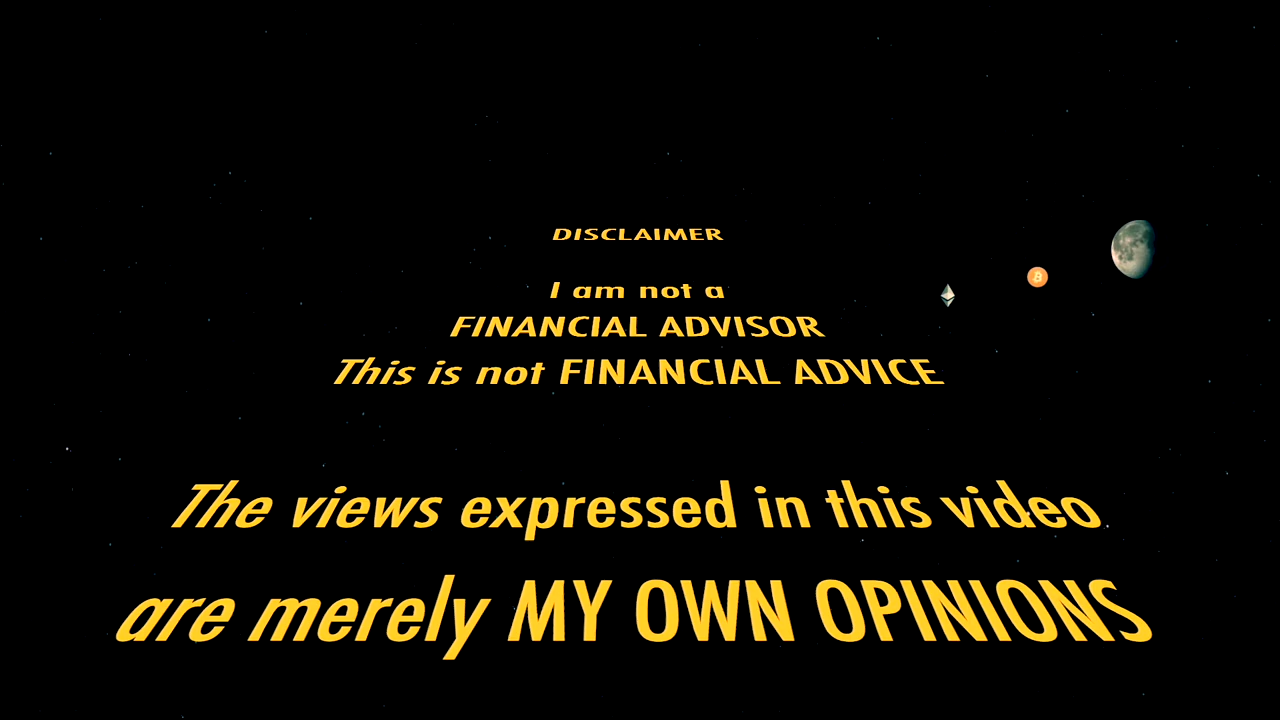 DISCLAIMER
I am not a
FINANCIAL ADVISOR
This is not FINANCIAL ADVICE
The views expressed in this video
are merely MY OWN OPINIONS